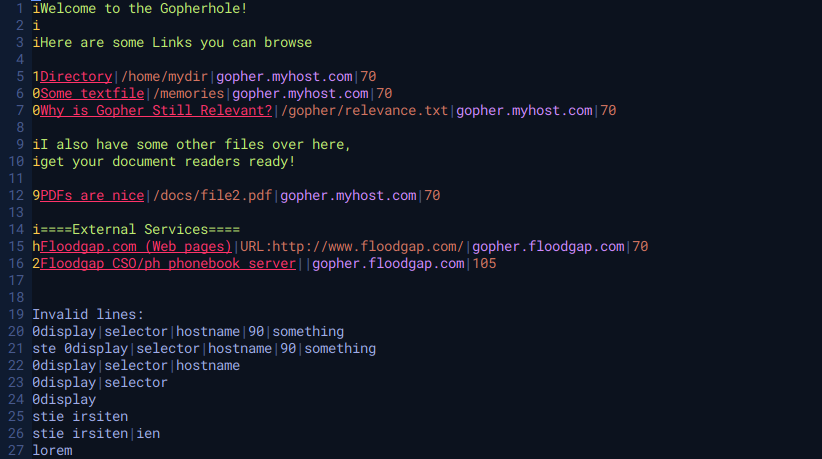 1 iWelcome to the Gopherhole!
2 i
3 iHere are some Links you can browse
4
5 1Directory|/home/mydir|gopher.myhost.com|70
6 0Some textfile|/memories|gopher.myhost.com|70
7 0Why is Gopher Still Relevant?|/gopher/relevance.txt|gopher.myhost.com|70
8
9 iI also have some other files over here,
10 iget your document readers ready!
11
12 9PDFs are nice|/docs/file2.pdf|gopher.myhost.com|70
13
14 i====External Services====
15 hFloodgap.com (Web pages)|URL:http://www.floodgap.com/|gopher.floodgap.com|70
16 2Floodgap CSO/ph phonebook server||gopher.floodgap.com|105
17
18
19 Invalid lines:
20 0display|selector|hostname|90|something
21 ste 0display|selector|hostname|90|something
22 0display|selector|hostname
23 0display|selector
24 0display
25 stie irsiten
26 stie irsiten|ien
27 lorem